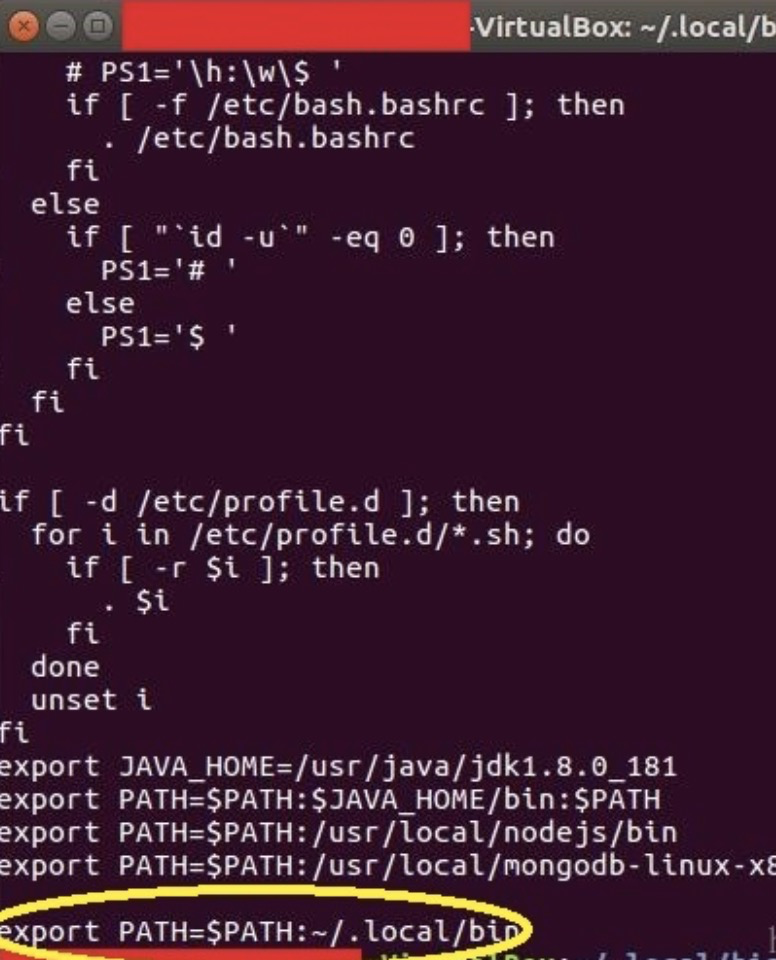 -VirtualBox: ~/.local/b
# PS1='\h:\w\$ '
if [ -f /etc/bash.bashrc ]; then
. /etc/bash.bashrc
fi
else
if [ "`id -u`" -eq 0 ]; then
PS1='# '
else
PS1='$ '
fi
fi
fi
if [ -d /etc/profile.d ]; then
for i in /etc/profile.d/*.sh; do
if [ -r $i ]; then
. $i
fi
done
unset i
fi
export JAVA_HOME=/usr/java/jdk1.8.0_181
export PATH=$PATH:$JAVA_HOME/bin:$PATH
export PATH=$PATH:/usr/local/nodejs/bin
export PATH=$PATH:/usr/local/mongodb-linux-x8
export PATH=$PATH:~/.local/bin